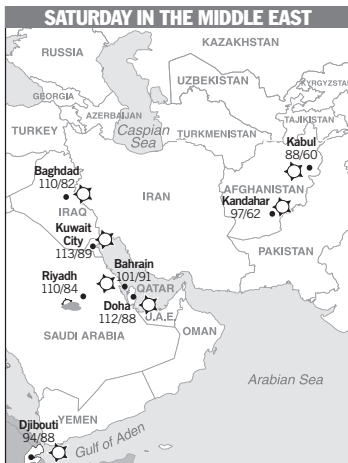 SATURDAY IN THE MIDDLE EAST
KAZAKHSTAN
RUSSIA
UZBEKISTAN
KYRGYZSTAN
GEORGIA
AZERBAIJAN
TAJIKISTAN
TURKEY
Caspian
Sea
TURKMENISTAN
Kabul
88/60
Baghdad
110/82
IRAN
AFGHANISTAN
Kandahar
97/62
IRAQ
Kuwait
City
113/89
PAKISTAN
Bahrain
101/91
Riyadh
110/84
QATAR
Doha
112/88
U.A.E.
OMAN
SAUDI ARABIA
Arabian Sea
YEMEN
Djibouti
94/88
Gulf of Aden